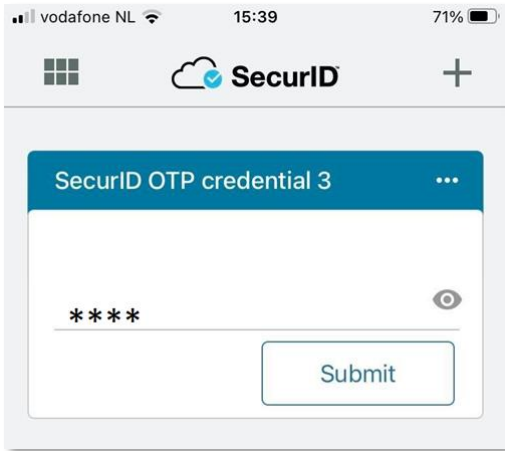 vodafone NL 15:39 71%
SecurID
SecurID OTP credential 3
****
Submit